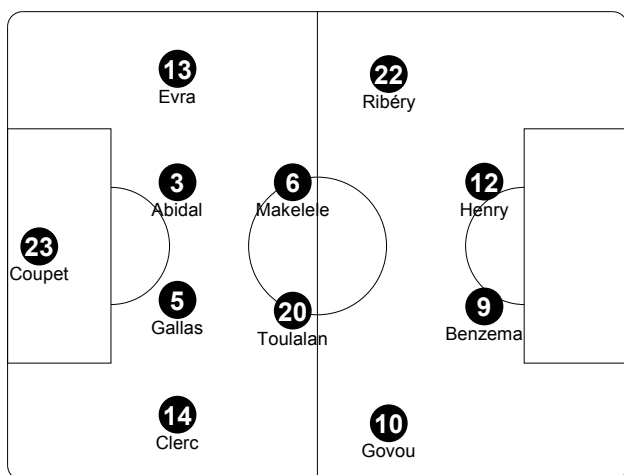 13
Evra
22
Ribéry
3
Abidal
6
Makelele
12
Henry
23
Coupet
5
Gallas
20
Toulalan
9
Benzema
14
Clerc
10
Govou